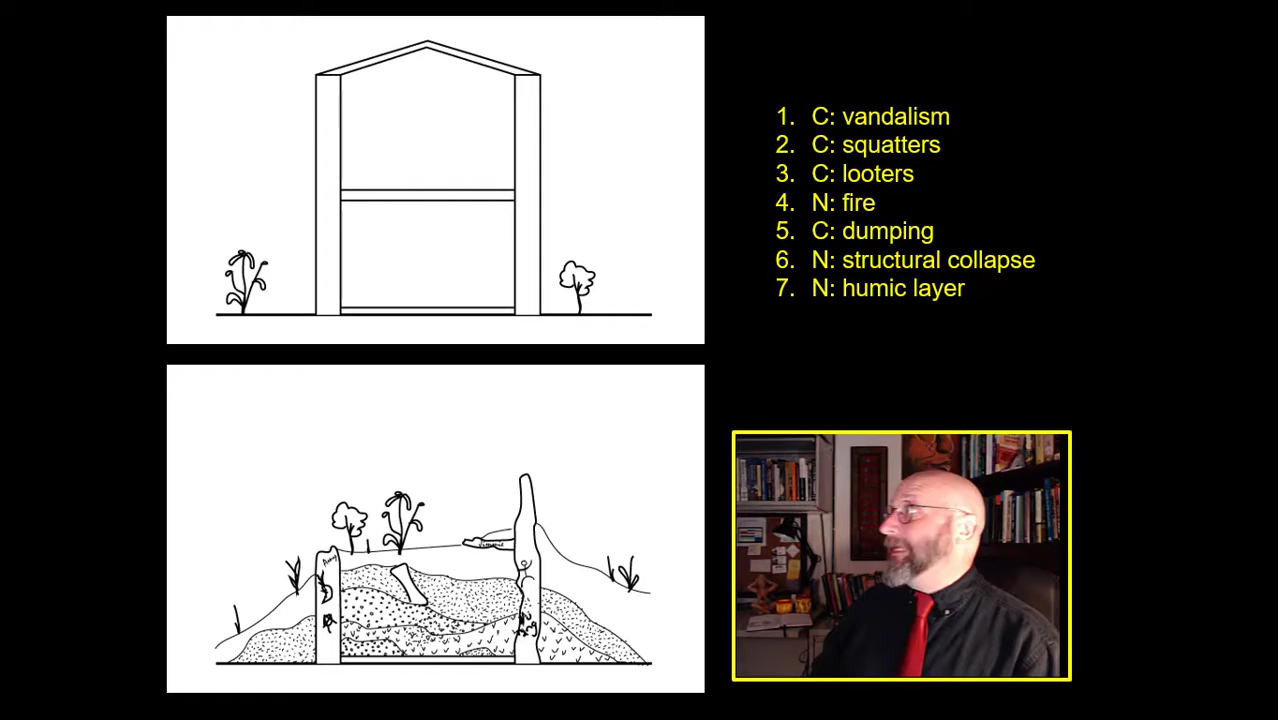 1. C: vandalism
2. C: squatters
3. C: looters
4. N: fire
5. C: dumping
6. N: structural collapse
7. N: humic layer